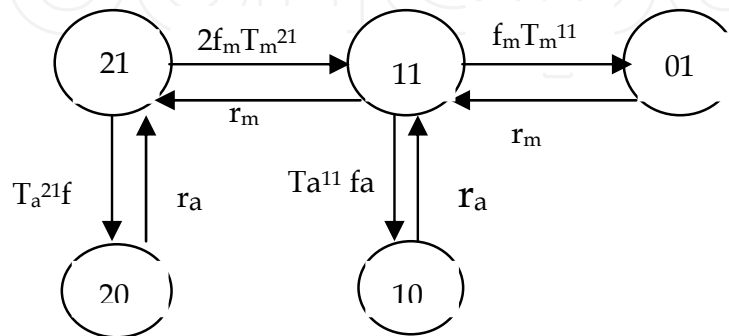 2fₘTₘ²¹
fₘTₘ¹¹
21
11
01
rₘ
rₘ
Tₐ²¹f
rₐ
Ta¹¹ fa
rₐ
20
10